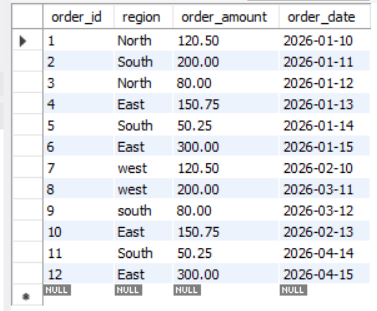 order_id region order_amount order_date
1 North 120.50 2026-01-10
2 South 200.00 2026-01-11
3 North 80.00 2026-01-12
4 East 150.75 2026-01-13
5 South 50.25 2026-01-14
6 East 300.00 2026-01-15
7 west 120.50 2026-02-10
8 west 200.00 2026-03-11
9 south 80.00 2026-03-12
10 East 150.75 2026-02-13
11 South 50.25 2026-04-14
12 East 300.00 2026-04-15
NULL NULL NULL NULL